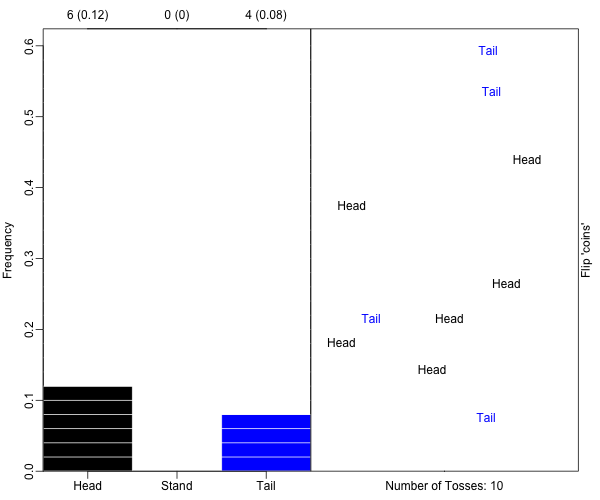 6 (0.12) 0 (0) 4 (0.08)
Frequency
0.6
0.5
0.4
0.3
0.2
0.1
0.0
Head Stand Tail
Tail
Tail
Head
Head
Head
Tail Head
Head
Head
Tail
Number of Tosses: 10
Flip 'coins'